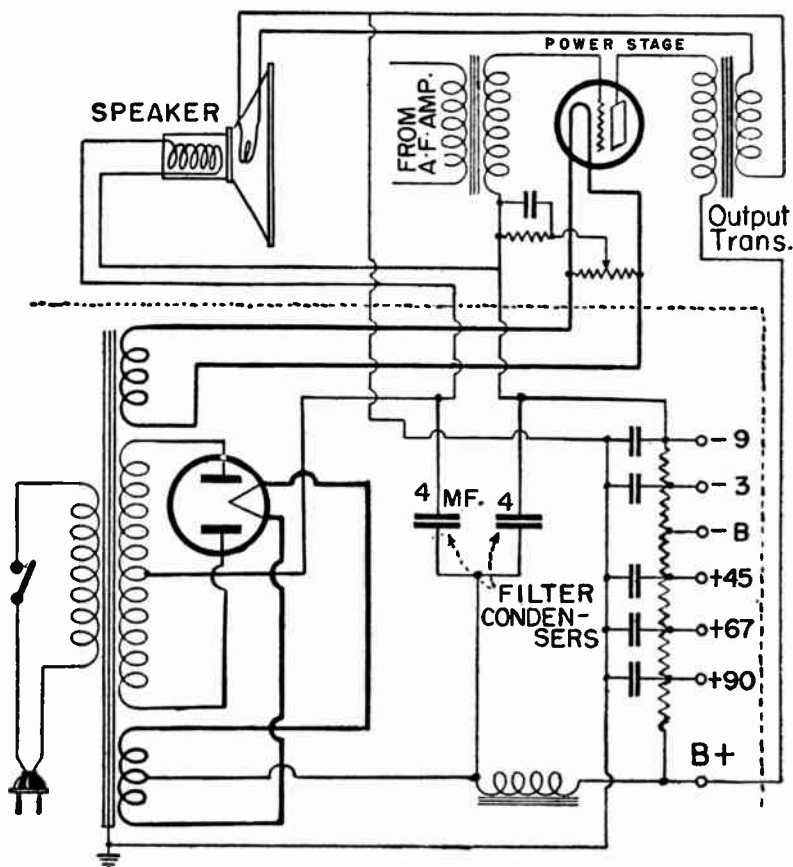 POWER STAGE
SPEAKER
FROM
A.F. AMP.
Output
Trans.
-9
4 MF. 4
-3
-B
+45
FILTER
CONDEN-
SERS
+67
+90
B+